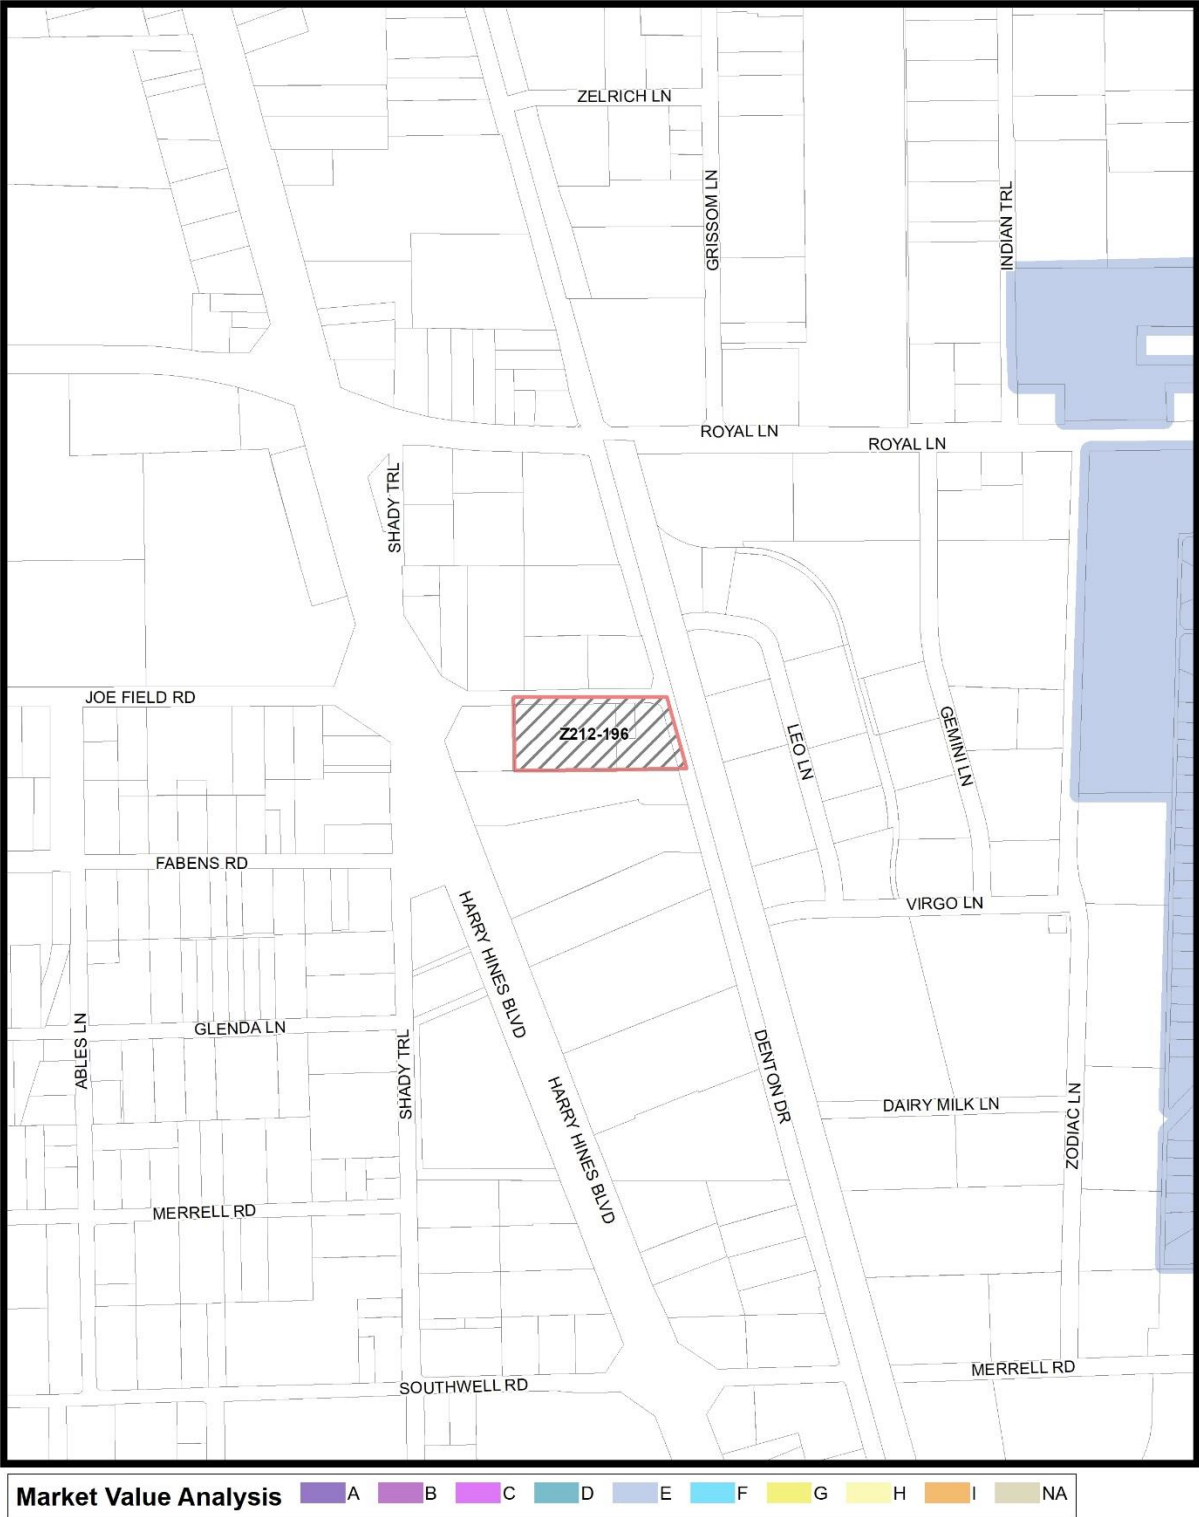 ZELRICH LN
GRISSOM LN
INDIAN TRL
ROYAL LN
ROYAL LN
SHADY TRL
JOE FIELD RD
Z212-196
LEO LN
GEMINI LN
FABENS RD
HARRY HINES BLVD
VIRGO LN
GLENDA LN
ABLES LN
SHADY TRL
DENTON DR
HARRY HINES BLVD
DAIRY MILK LN
ZODIAC LN
MERRELL RD
SOUTHWELL RD
MERRELL RD
Market Value Analysis A B C D E F G H I NA